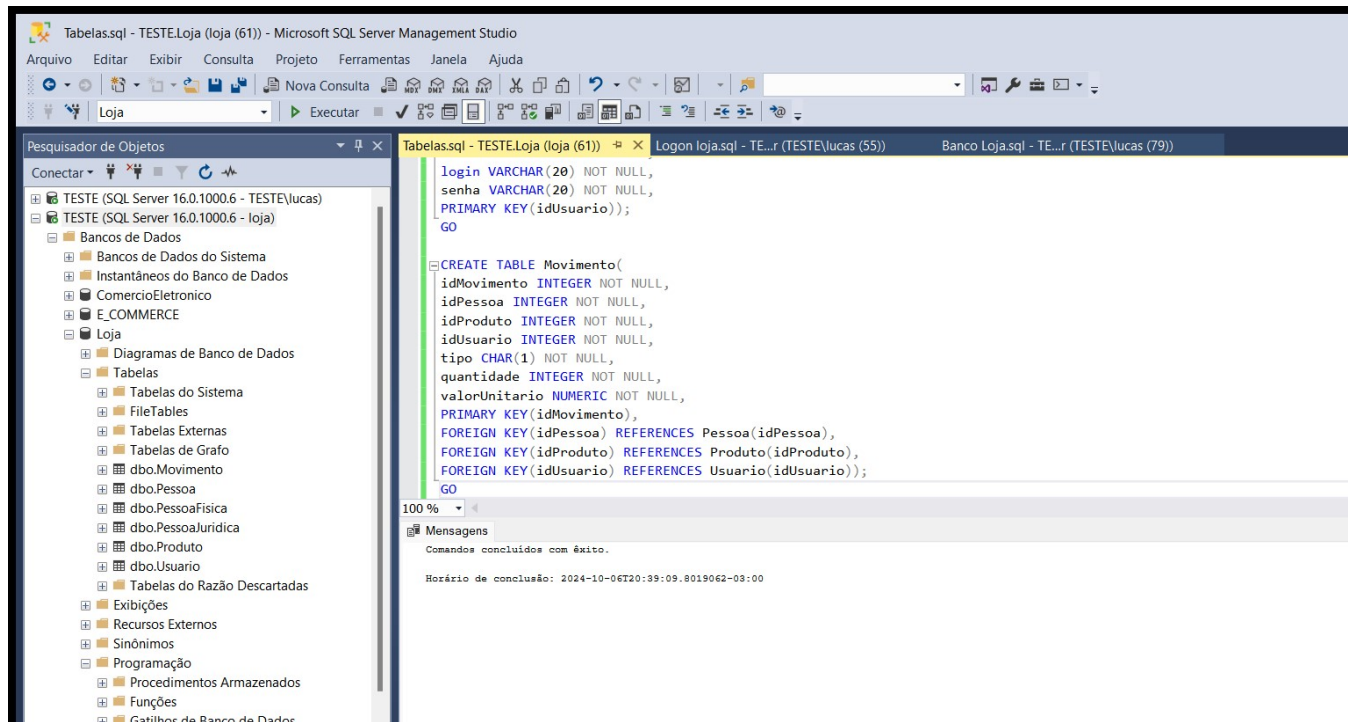 Tabelas.sql - TESTE.Loja (loja (61)) - Microsoft SQL Server Management Studio
Arquivo Editar Exibir Consulta Projeto Ferramentas Janela Ajuda
Nova Consulta MDX DMX XMLA DAX
Loja Executar
Pesquisador de Objetos
Conectar
TESTE (SQL Server 16.0.1000.6 - TESTE\lucas)
TESTE (SQL Server 16.0.1000.6 - loja)
Bancos de Dados
Bancos de Dados do Sistema
Instantâneos do Banco de Dados
ComercioEletronico
E_COMMERCE
Loja
Diagramas de Banco de Dados
Tabelas
Tabelas do Sistema
FileTables
Tabelas Externas
Tabelas de Grafo
dbo.Movimento
dbo.Pessoa
dbo.PessoaFisica
dbo.PessoaJuridica
dbo.Produto
dbo.Usuario
Tabelas do Razão Descartadas
Exibições
Recursos Externos
Sinônimos
Programação
Procedimentos Armazenados
Funções
Gatilhos de Banco de Dados
Tabelas.sql - TESTE.Loja (loja (61)) Logon loja.sql - TE...r (TESTE\lucas (55)) Banco Loja.sql - TE...r (TESTE\lucas (79))
login VARCHAR(20) NOT NULL,
senha VARCHAR(20) NOT NULL,
PRIMARY KEY(idUsuario));
GO
CREATE TABLE Movimento(
idMovimento INTEGER NOT NULL,
idPessoa INTEGER NOT NULL,
idProduto INTEGER NOT NULL,
idUsuario INTEGER NOT NULL,
tipo CHAR(1) NOT NULL,
quantidade INTEGER NOT NULL,
valorUnitario NUMERIC NOT NULL,
PRIMARY KEY(idMovimento),
FOREIGN KEY(idPessoa) REFERENCES Pessoa(idPessoa),
FOREIGN KEY(idProduto) REFERENCES Produto(idProduto),
FOREIGN KEY(idUsuario) REFERENCES Usuario(idUsuario));
GO
100 %
Mensagens
Comandos concluídos com êxito.
Horário de conclusão: 2024-10-06T20:39:09.8019062-03:00